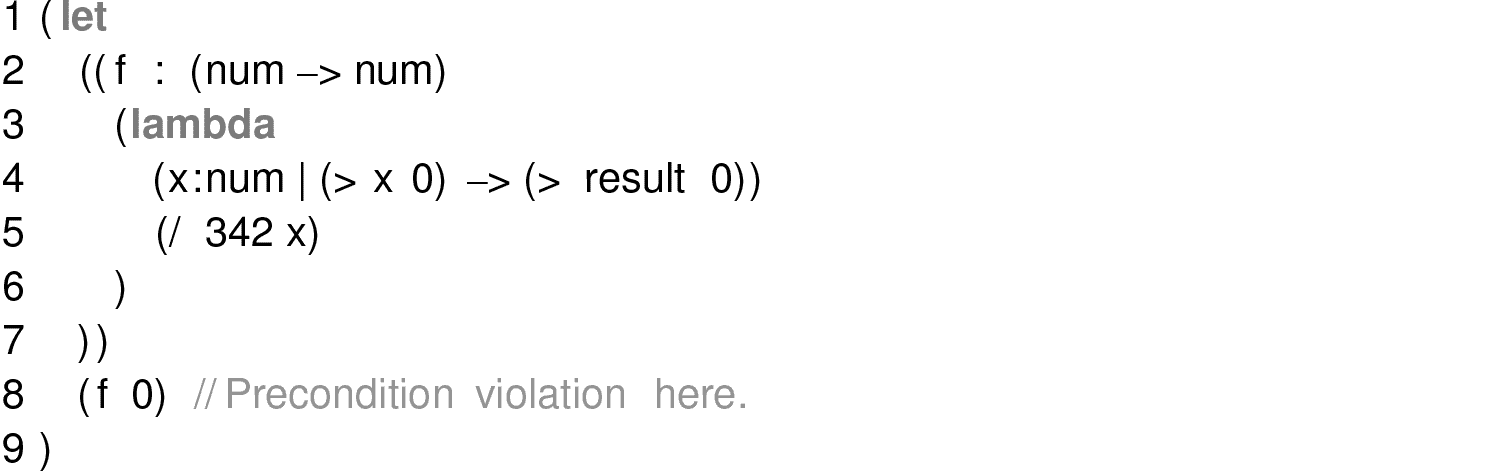 1 (let
2 ((f : (num –> num)
3 (lambda
4 (x:num | (> x 0) –> (> result 0))
5 (/ 342 x)
6 )
7 ))
8 (f 0) // Precondition violation here.
9 )